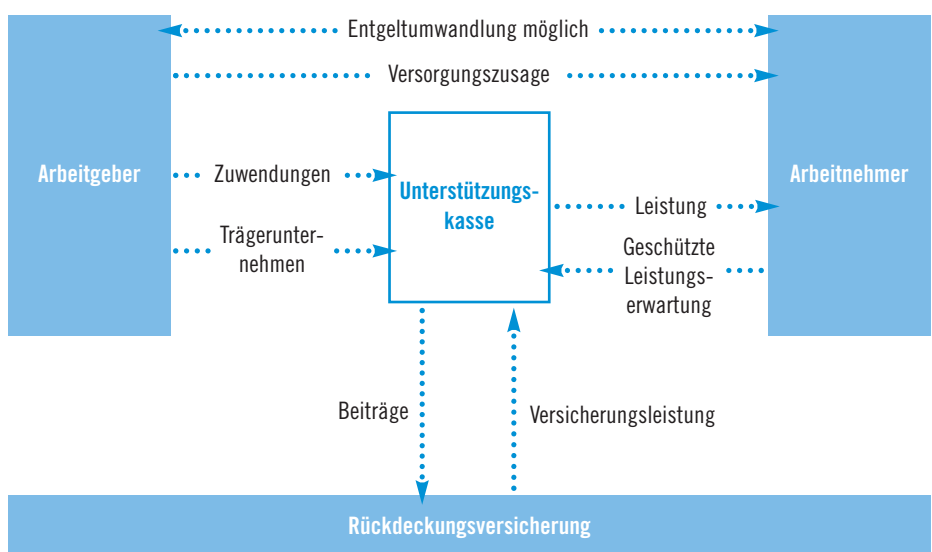 Entgeltumwandlung möglich
Versorgungszusage
Arbeitgeber
Zuwendungen
Unterstützungs-
kasse
Arbeitnehmer
Leistung
Trägerunter-
nehmen
Geschützte
Leistungs-
erwartung
Beiträge
Versicherungsleistung
Rückdeckungsversicherung